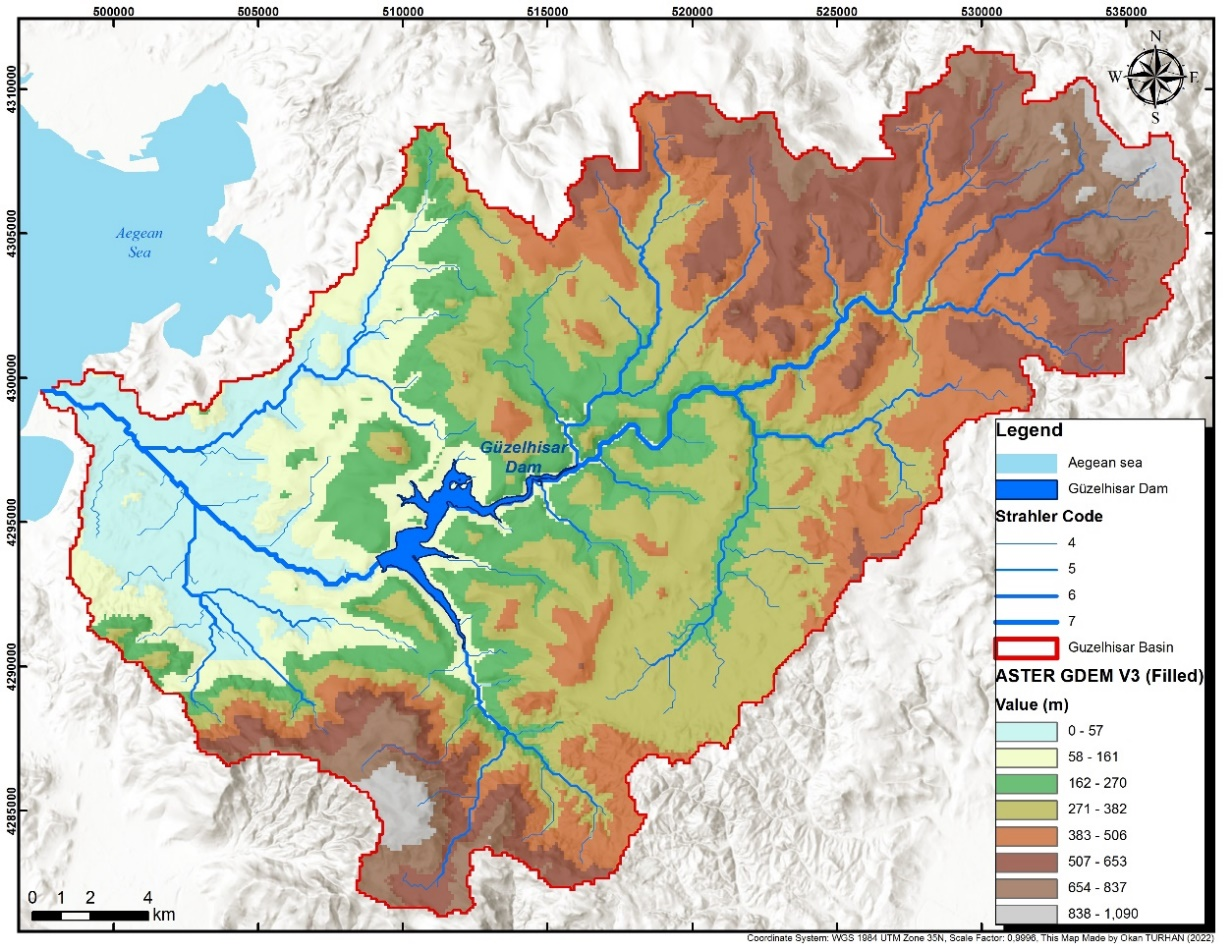 500000 505000 510000 515000 520000 525000 530000 535000
N
W E
S
4310000
4305000
4300000
4295000
4290000
4285000
Aegean
Sea
Güzelhisar
Dam
Legend
Aegean sea
Güzelhisar Dam
Strahler Code
4
5
6
7
Guzelhisar Basin
ASTER GDEM V3 (Filled)
Value (m)
0 - 57
58 - 161
162 - 270
271 - 382
383 - 506
507 - 653
654 - 837
838 - 1,090
0 1 2 4
km
Coordinate System: WGS 1984 UTM Zone 35N, Scale Factor: 0.9996, This Map Made by Okan TURHAN (2022)